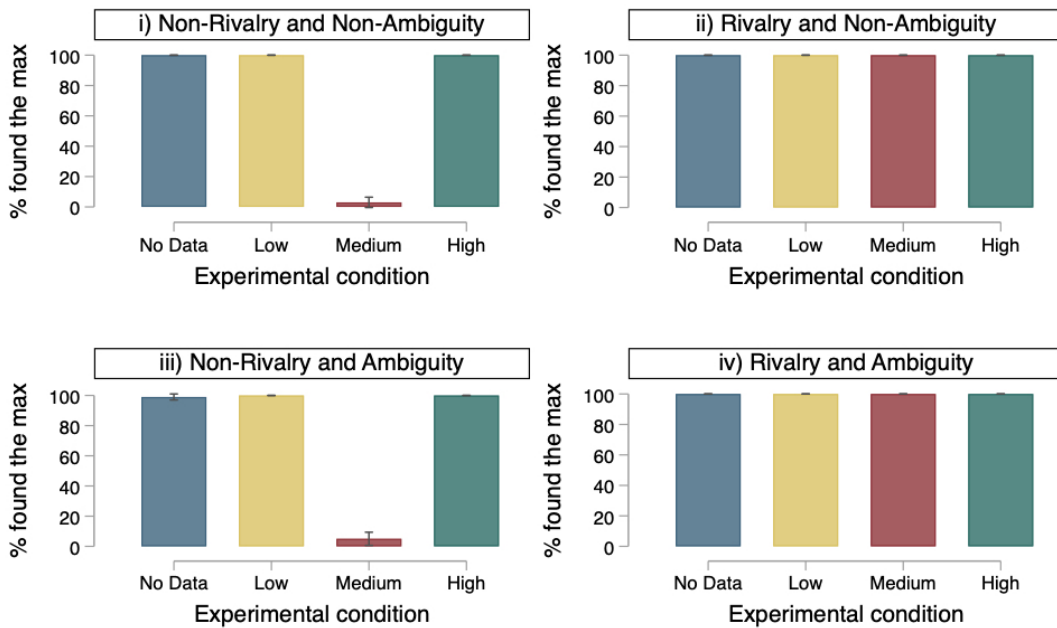 i) Non-Rivalry and Non-Ambiguity
% found the max
100
80
60
40
20
0
No Data Low Medium High
Experimental condition
ii) Rivalry and Non-Ambiguity
% found the max
100
80
60
40
20
0
No Data Low Medium High
Experimental condition
iii) Non-Rivalry and Ambiguity
% found the max
100
80
60
40
20
0
No Data Low Medium High
Experimental condition
iv) Rivalry and Ambiguity
% found the max
100
80
60
40
20
0
No Data Low Medium High
Experimental condition